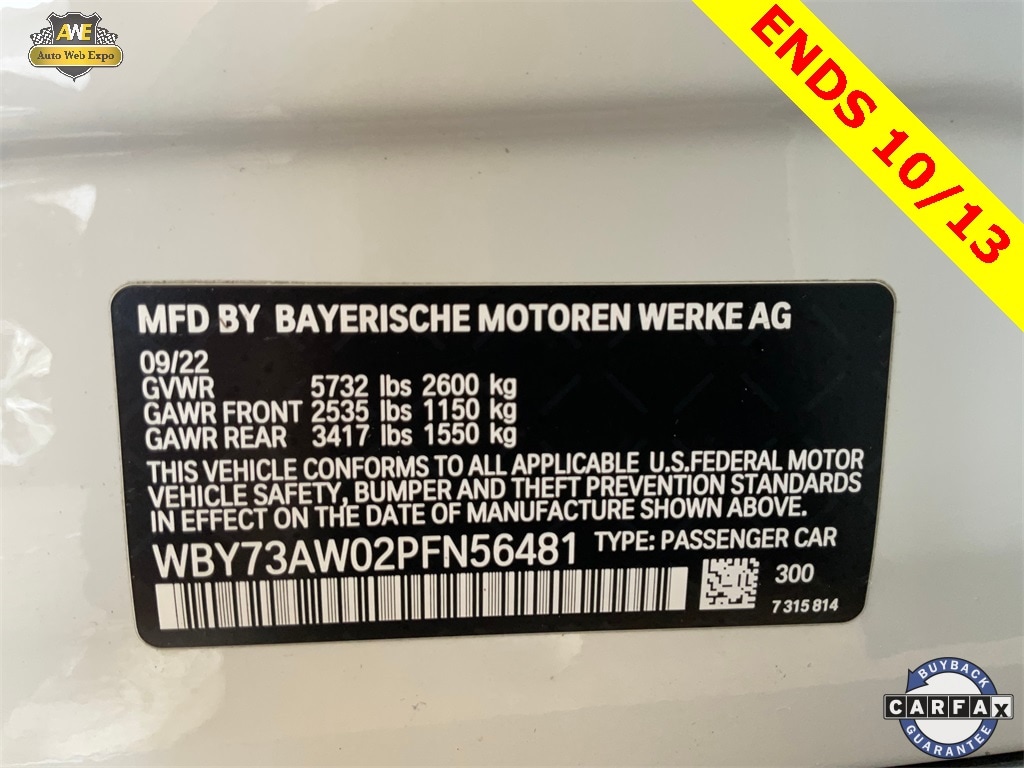 AWE
Auto Web Expo
ENDS 10/13
MFD BY BAYERISCHE MOTOREN WERKE AG
09/22
GVWR 5732 lbs 2600 kg
GAWR FRONT 2535 lbs 1150 kg
GAWR REAR 3417 lbs 1550 kg
THIS VEHICLE CONFORMS TO ALL APPLICABLE U.S.FEDERAL MOTOR
VEHICLE SAFETY, BUMPER AND THEFT PREVENTION STANDARDS
IN EFFECT ON THE DATE OF MANUFACTURE SHOWN ABOVE.
WBY73AW02PFN56481 TYPE: PASSENGER CAR
300
7315814
BUYBACK
CARFAX
GUARANTEE